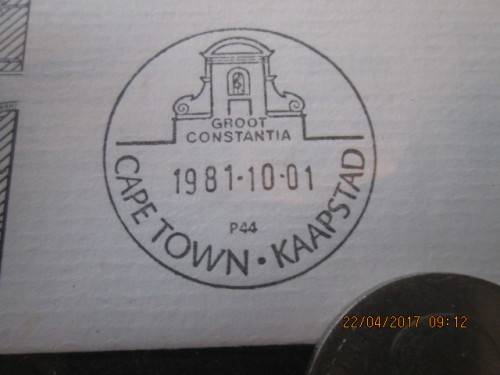 GROOT
CONSTANTIA
1981-10-01
P44
CAPE TOWN • KAAPSTAD
22/04/2017 09:12